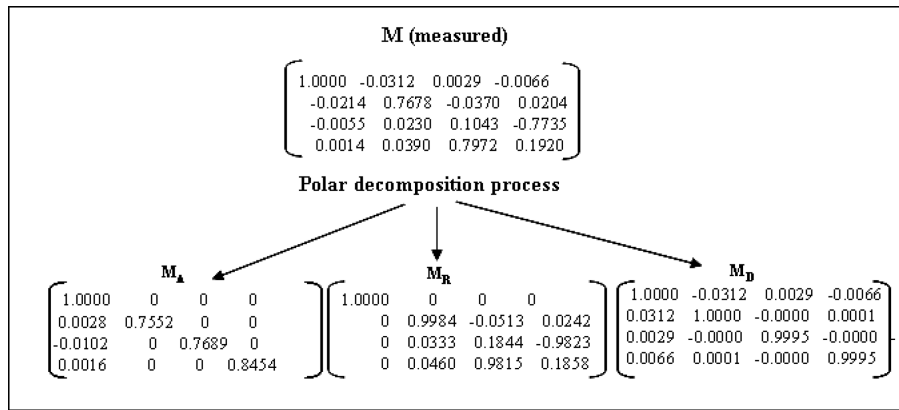 M (measured)
1.0000 -0.0312 0.0029 -0.0066
-0.0214 0.7678 -0.0370 0.0204
-0.0055 0.0230 0.1043 -0.7735
0.0014 0.0390 0.7972 0.1920
Polar decomposition process
M_A
1.0000 0 0 0
0.0028 0.7552 0 0
-0.0102 0 0.7689 0
0.0016 0 0 0.8454
M_R
1.0000 0 0 0
0 0.9984 -0.0513 0.0242
0 0.0333 0.1844 -0.9823
0 0.0460 0.9815 0.1858
M_D
1.0000 -0.0312 0.0029 -0.0066
0.0312 1.0000 -0.0000 0.0001
0.0029 -0.0000 0.9995 -0.0000 -
0.0066 0.0001 -0.0000 0.9995